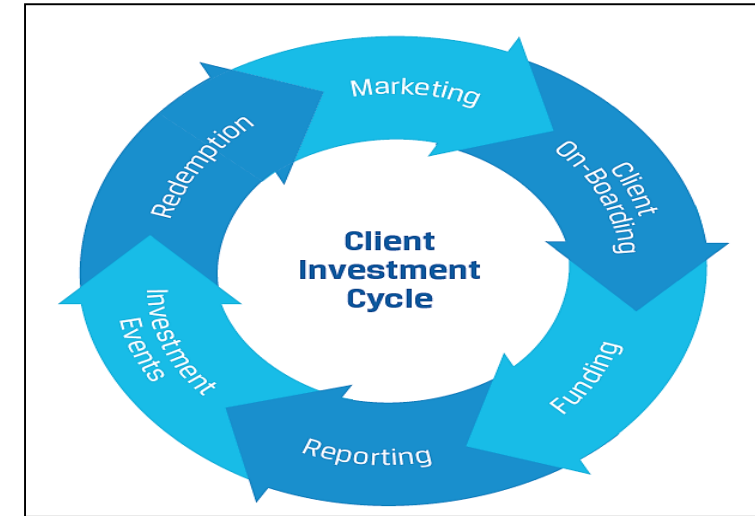 Marketing
Client
On-Boarding
Funding
Reporting
Investment
Events
Redemption
Client
Investment
Cycle